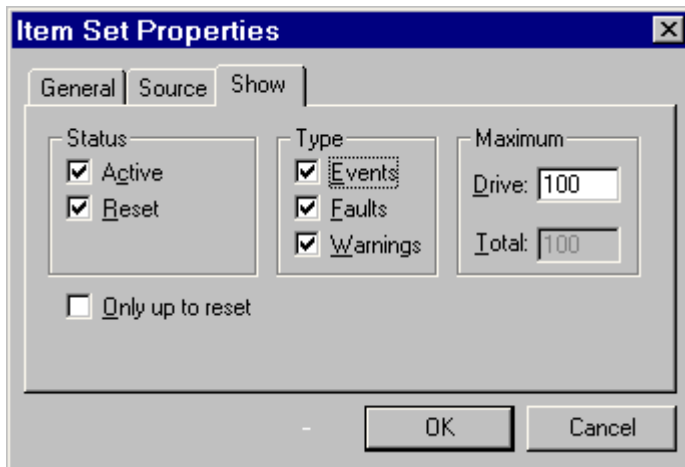 Item Set Properties
General Source Show
Status
Active
Reset
Type
Events
Faults
Warnings
Maximum
Drive: 100
Total: 100
Only up to reset
OK Cancel